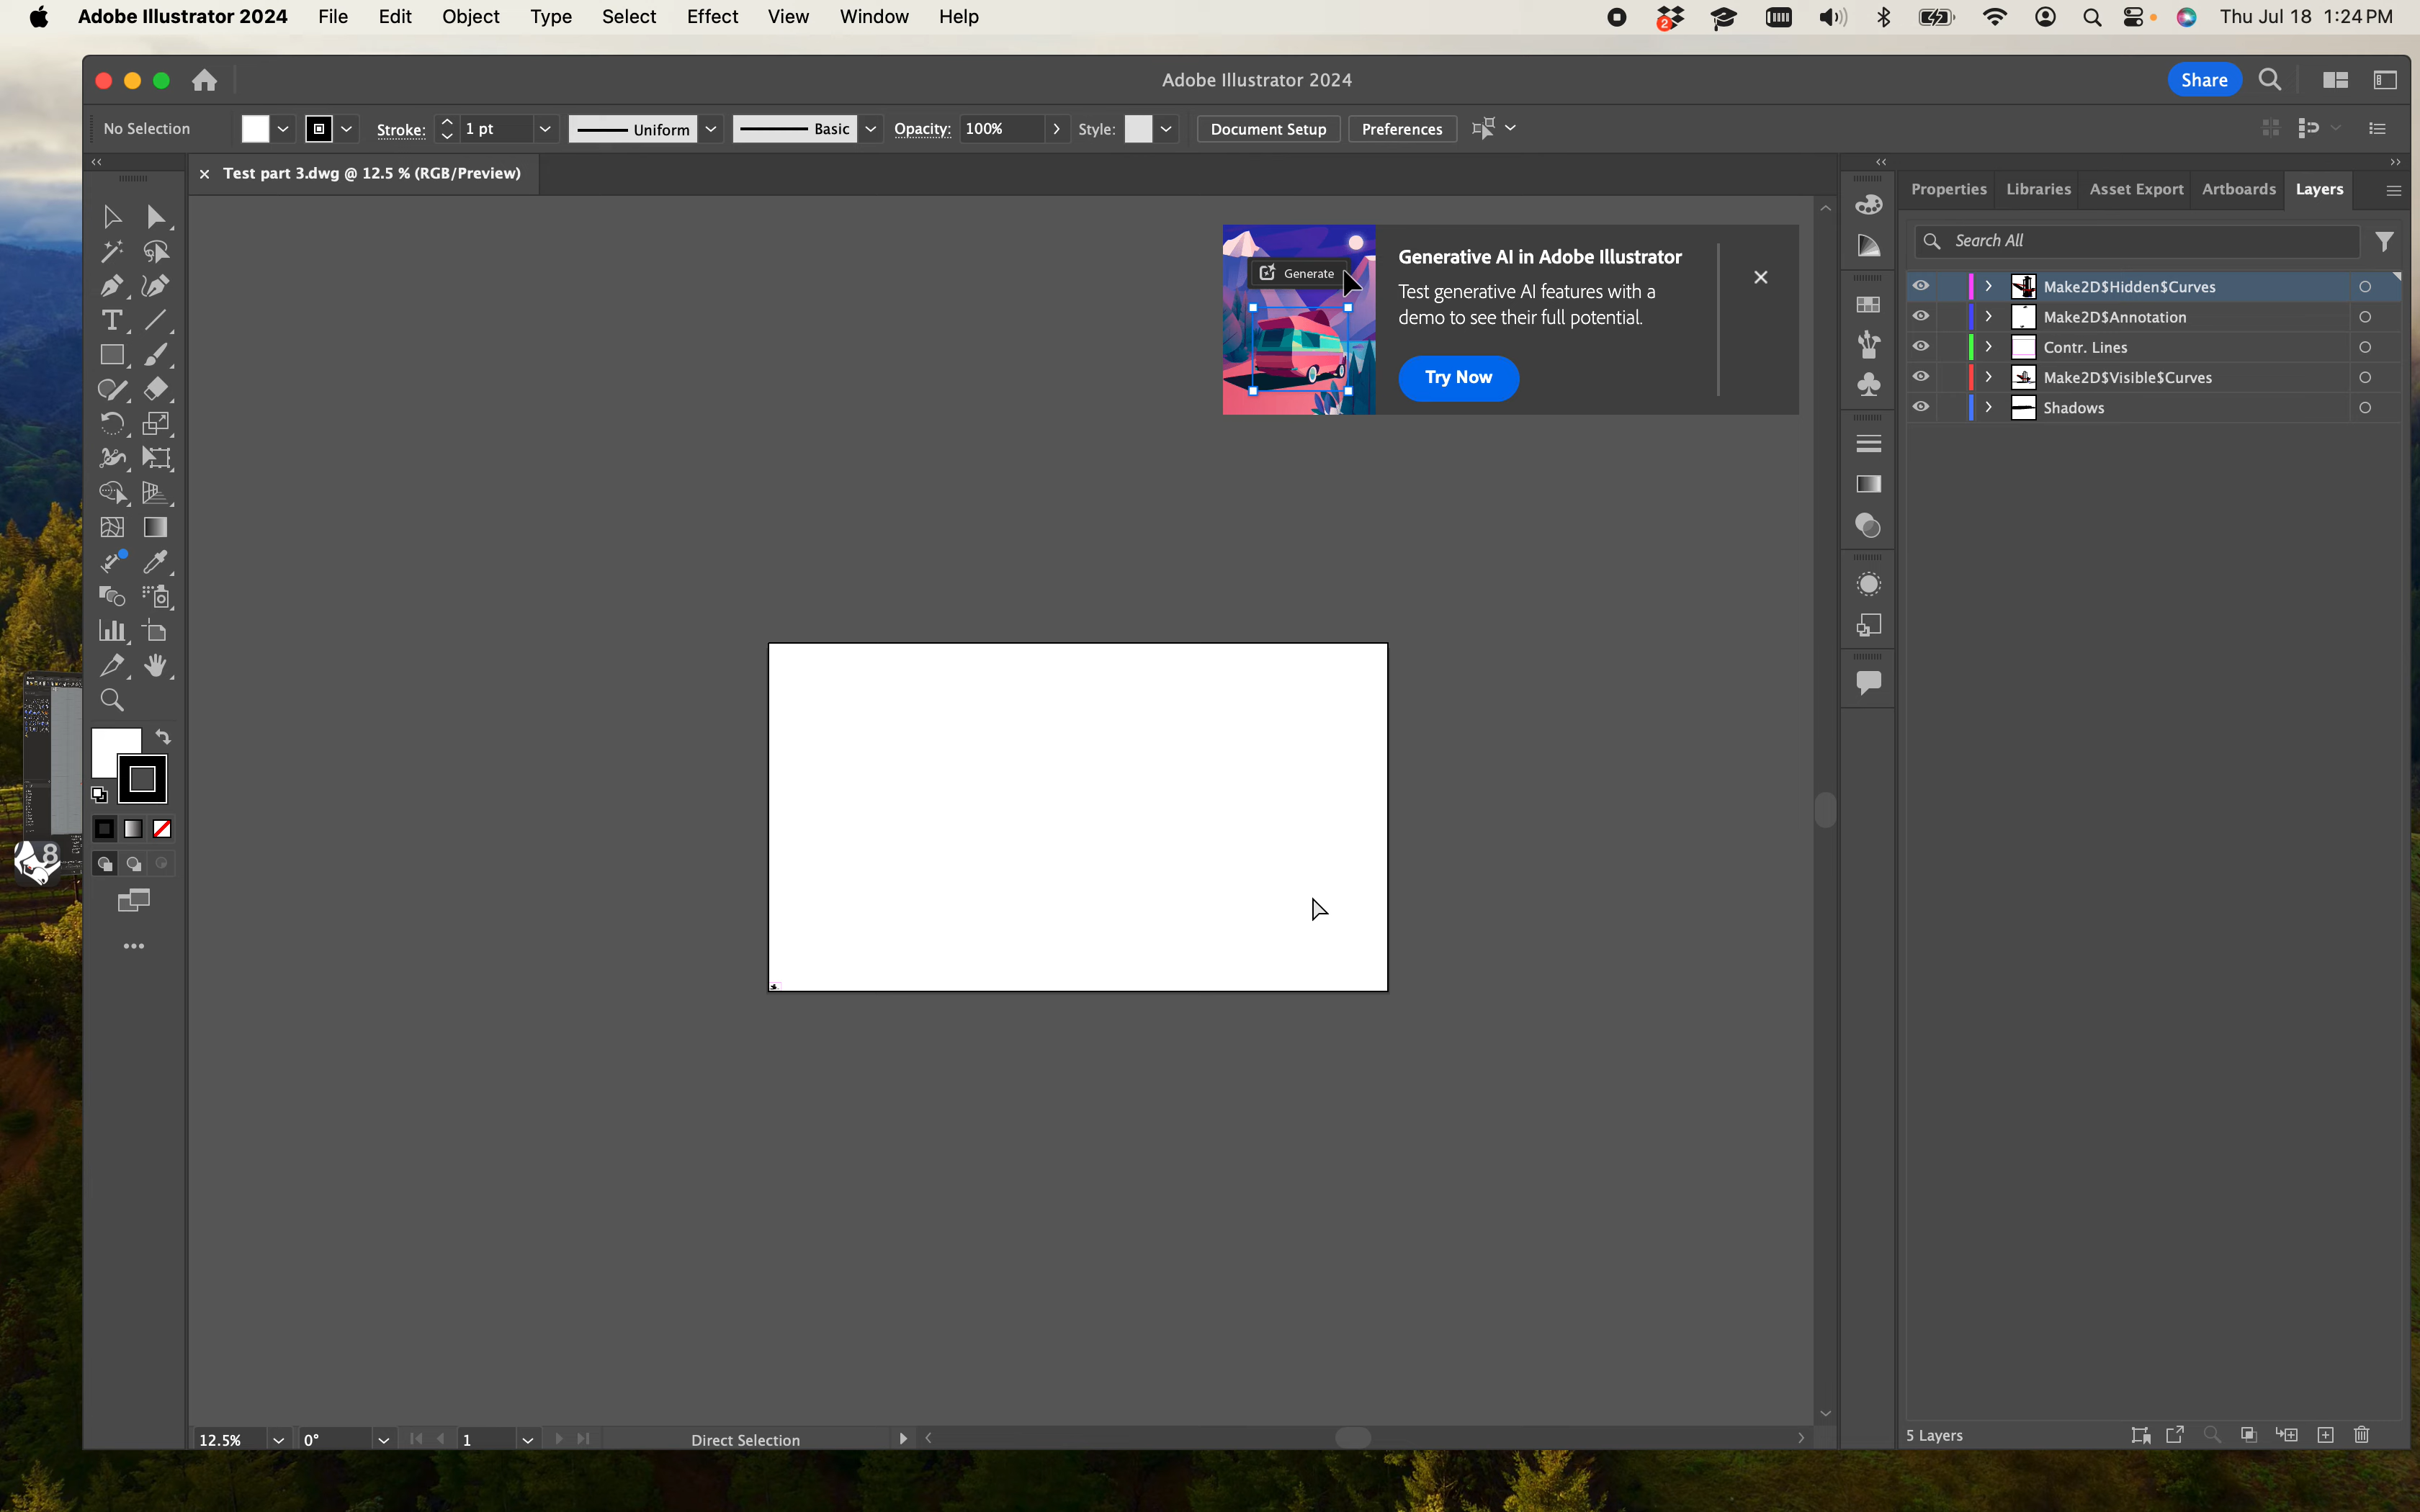 Adobe Illustrator 2024 File Edit Object Type Select Effect View Window Help 2 Thu Jul 18 1:24 PM
Adobe Illustrator 2024 Share
No Selection Stroke: 1 pt Uniform Basic Opacity: 100% Style: Document Setup Preferences
× Test part 3.dwg @ 12.5 % (RGB/Preview)
Properties Libraries Asset Export Artboards Layers
Search All
Generative AI in Adobe Illustrator
Generate
Test generative AI features with a
demo to see their full potential.
Try Now
Make2D$Hidden$Curves
Make2D$Annotation
Contr. Lines
Make2D$Visible$Curves
Shadows
8
12.5% 0° 1 Direct Selection
5 Layers